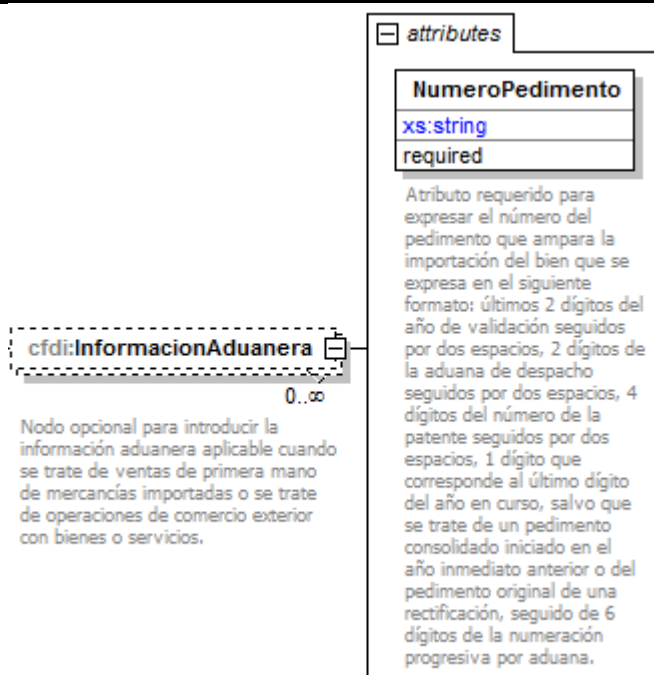 attributes
NumeroPedimento
xs:string
required
Atributo requerido para
expresar el número del
pedimento que ampara la
importación del bien que se
expresa en el siguiente
formato: últimos 2 dígitos del
año de validación seguidos
por dos espacios, 2 dígitos de
la aduana de despacho
seguidos por dos espacios, 4
dígitos del número de la
patente seguidos por dos
espacios, 1 dígito que
corresponde al último dígito
del año en curso, salvo que
se trate de un pedimento
consolidado iniciado en el
año inmediato anterior o del
pedimento original de una
rectificación, seguido de 6
dígitos de la numeración
progresiva por aduana.
cfdi:InformacionAduanera
0..∞
Nodo opcional para introducir la
información aduanera aplicable cuando
se trate de ventas de primera mano
de mercancías importadas o se trate
de operaciones de comercio exterior
con bienes o servicios.